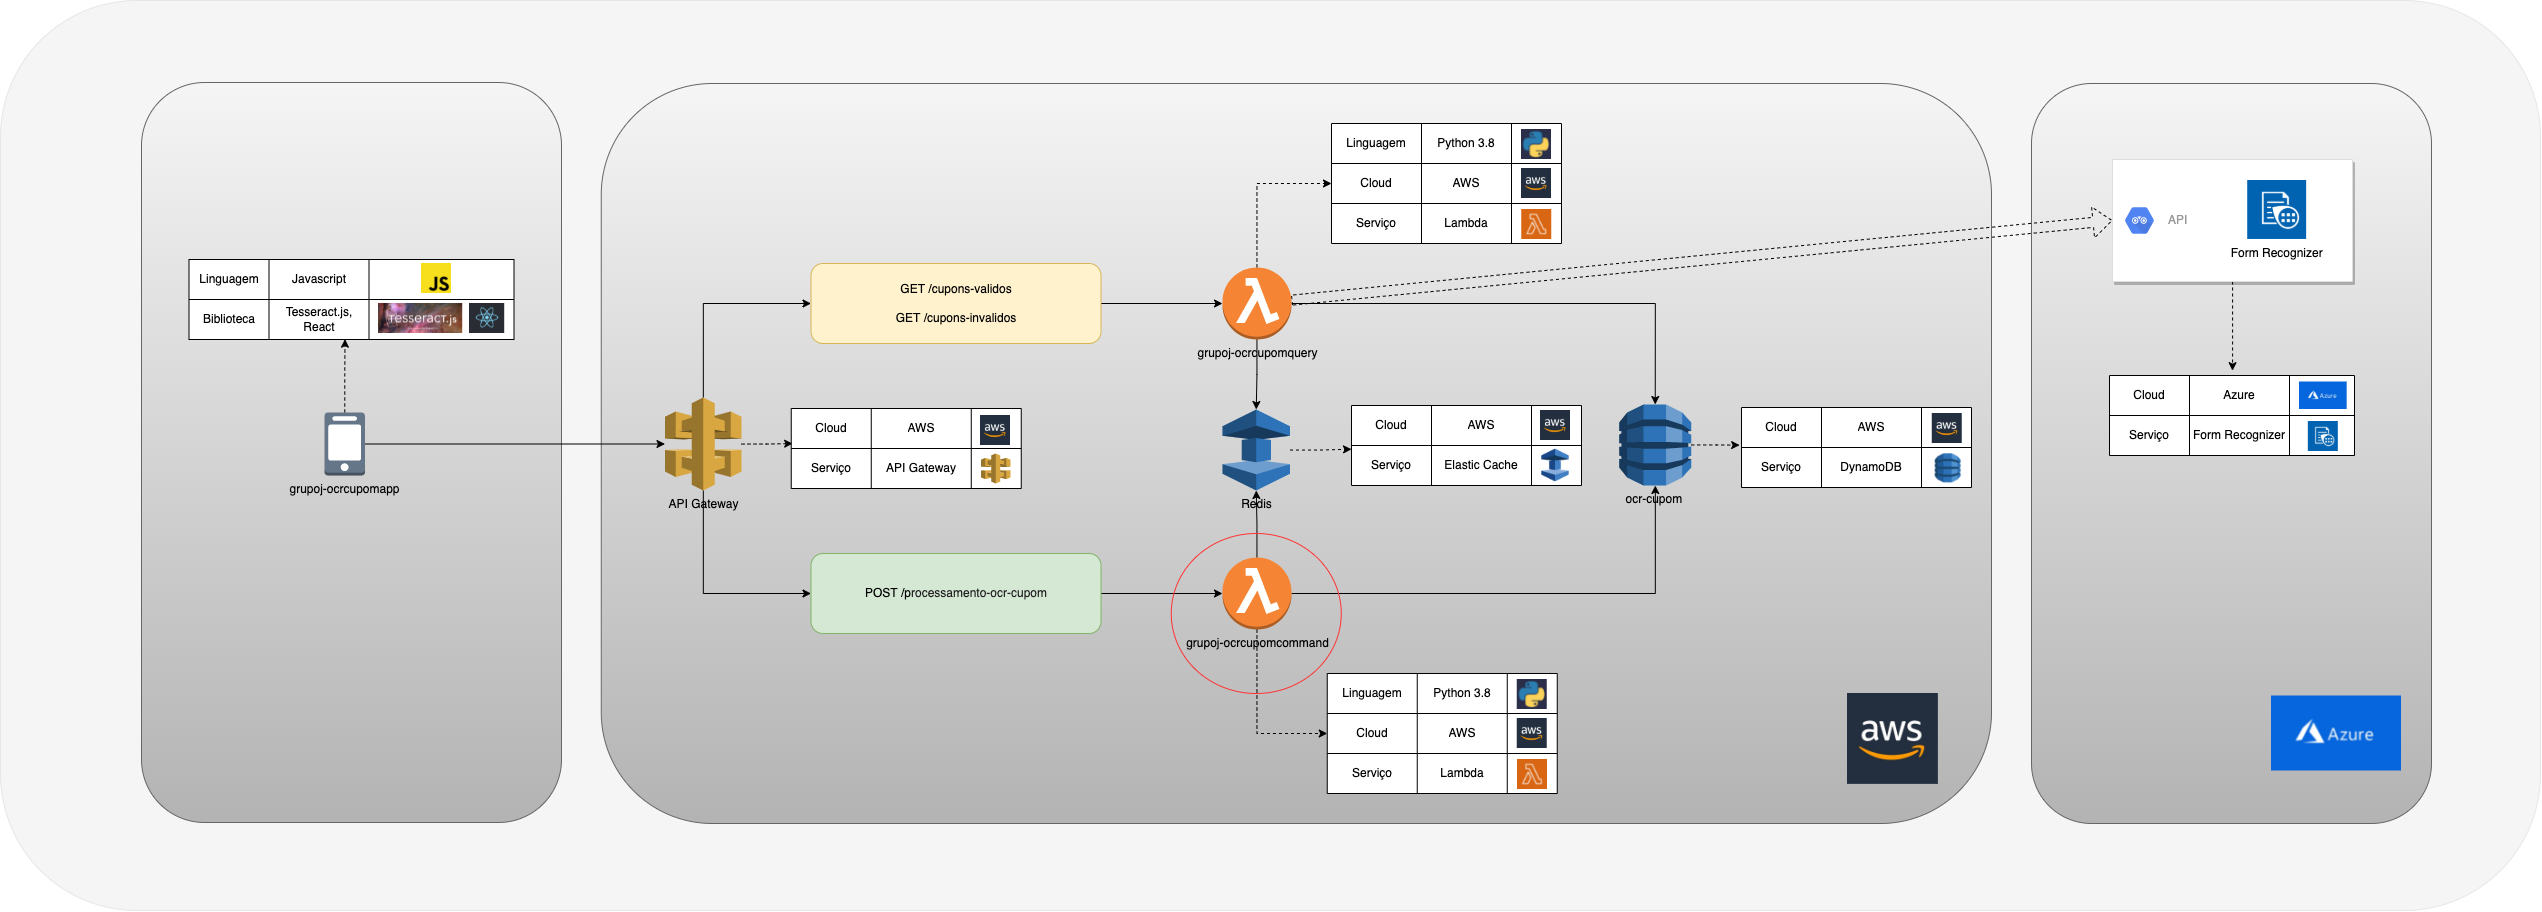 Linguagem Javascript JS
Biblioteca Tesseract.js, React Tesseract.js
grupoj-ocrcupomapp
API Gateway
Cloud AWS aws
Serviço API Gateway
GET /cupons-validos
GET /cupons-invalidos
POST /processamento-ocr-cupom
Linguagem Python 3.8
Cloud AWS aws
Serviço Lambda
grupoj-ocrcupomquery
Redis
Cloud AWS aws
Serviço Elastic Cache
ocr-cupom
Cloud AWS aws
Serviço DynamoDB
grupoj-ocrcupomcommand
Linguagem Python 3.8
Cloud AWS aws
Serviço Lambda
aws
API
Form Recognizer
Cloud Azure Azure
Serviço Form Recognizer
Azure